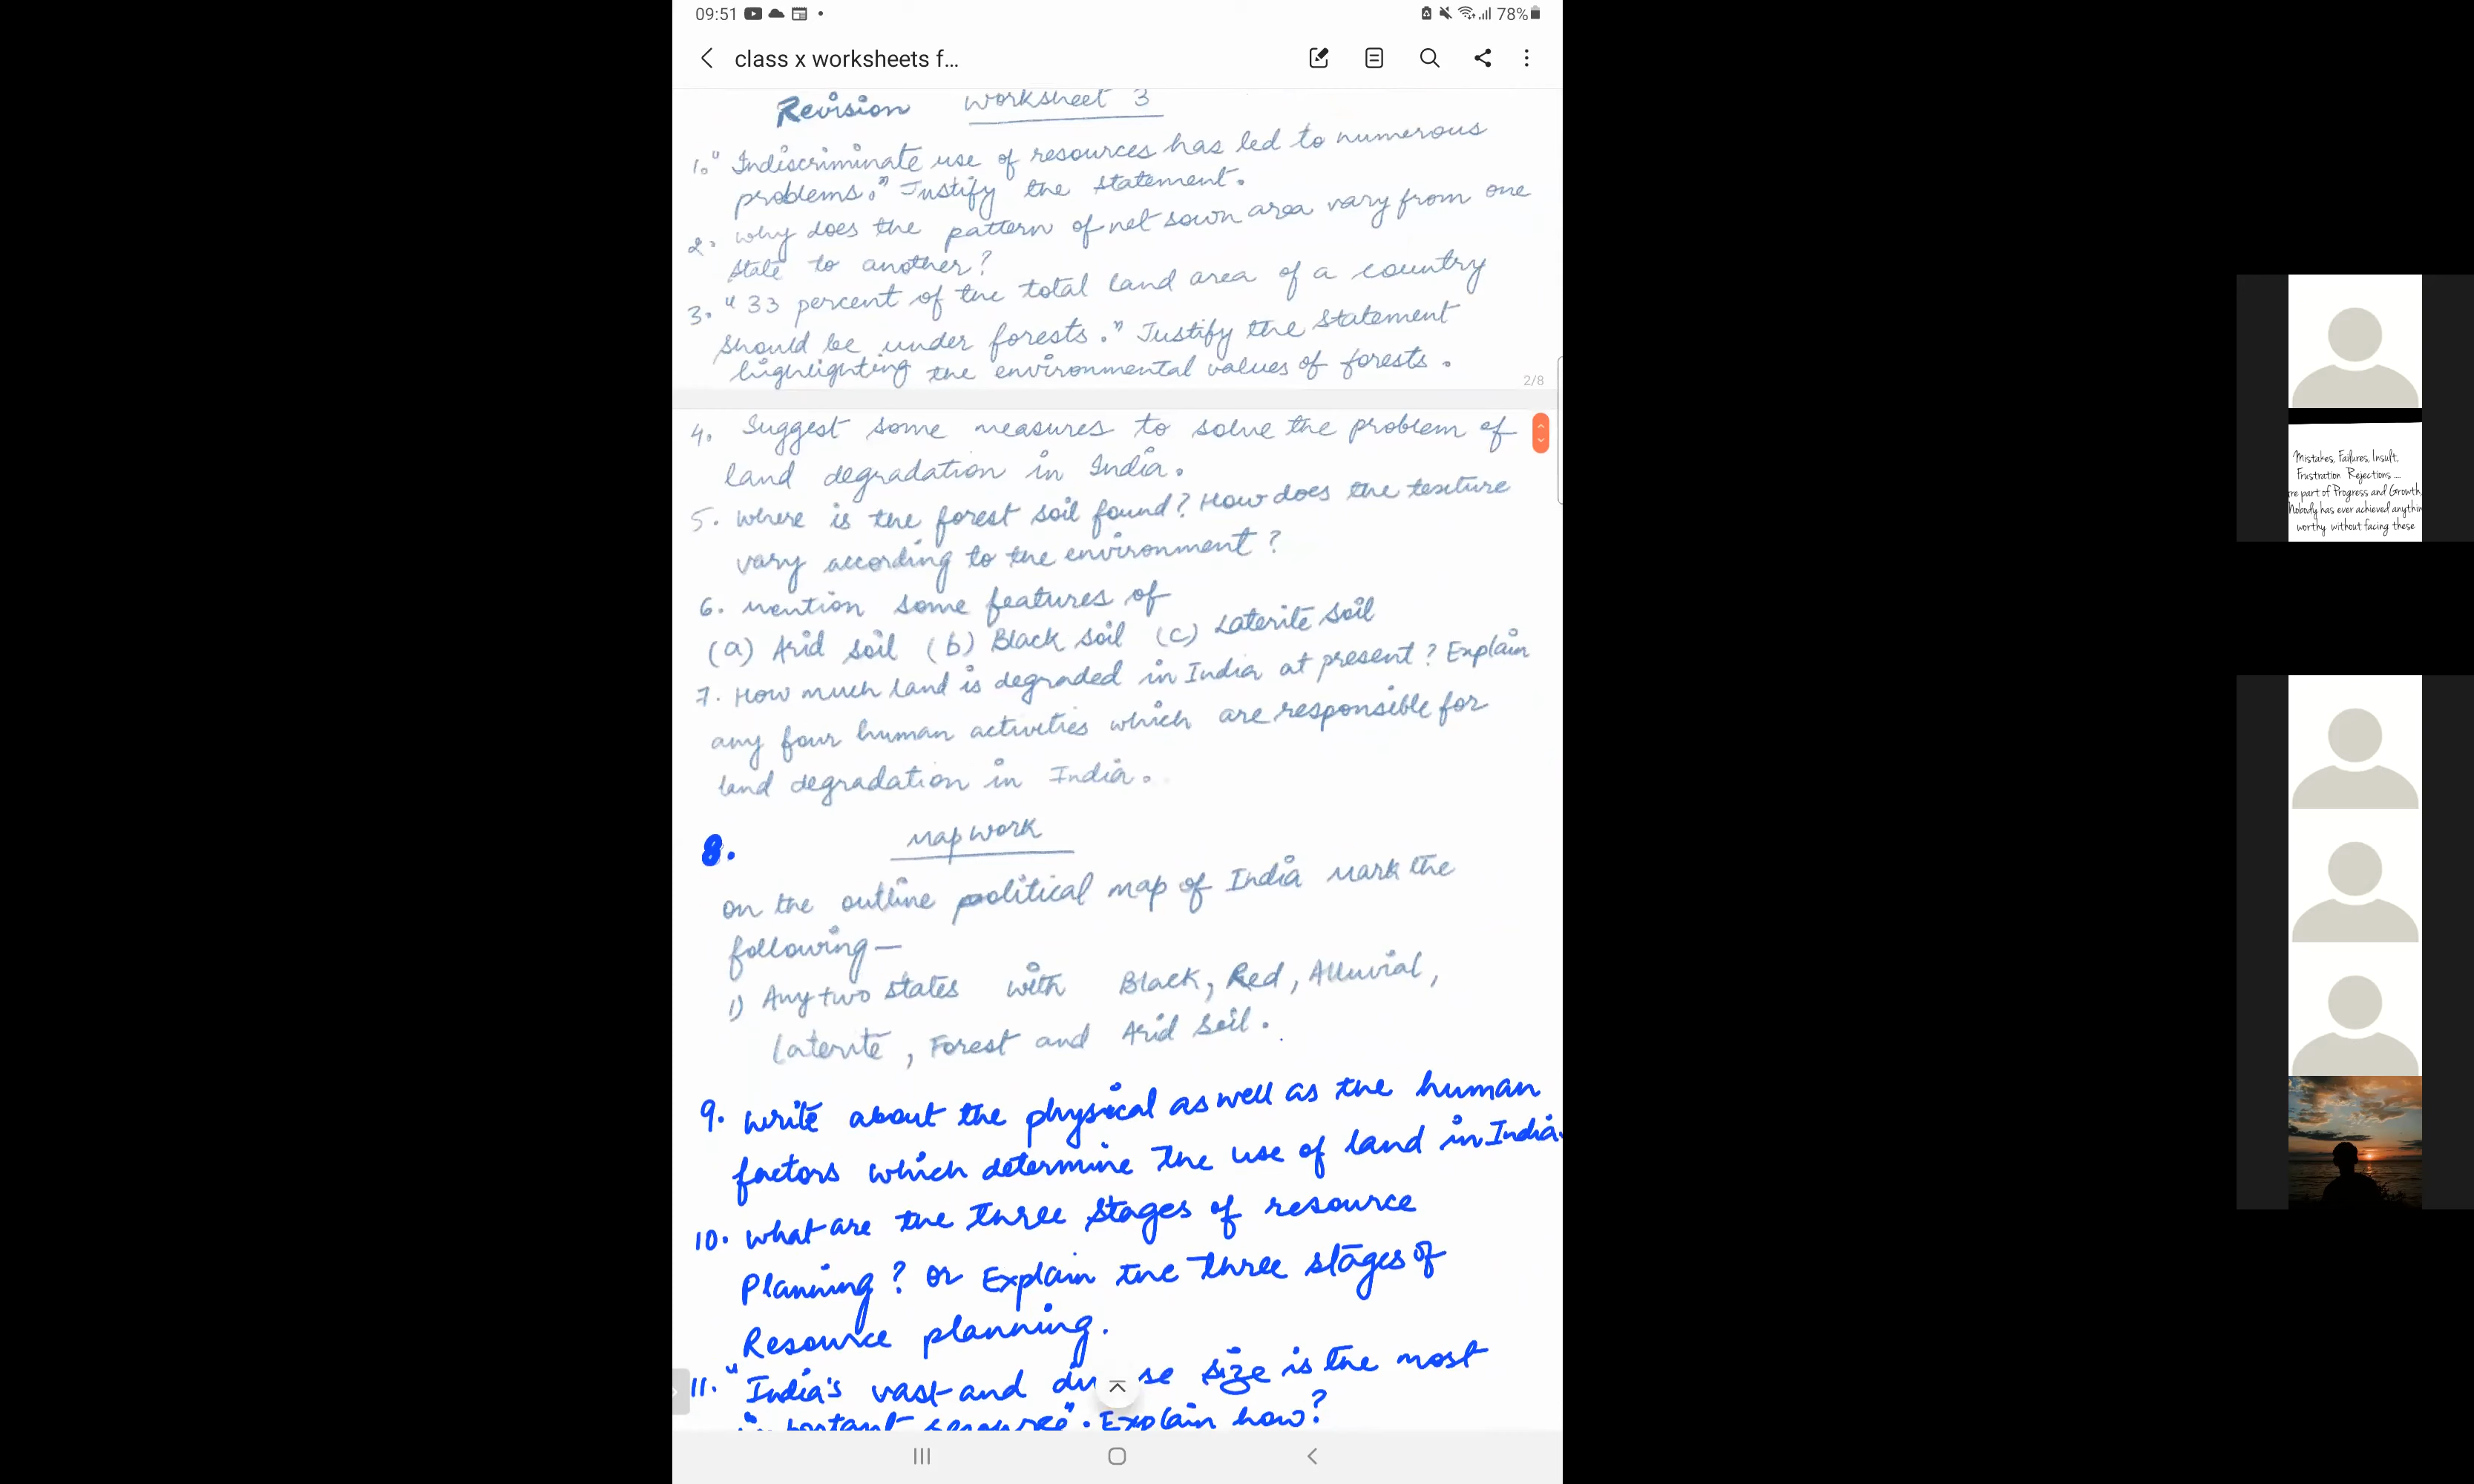 09:51
78%
class x worksheets f...
Revision Worksheet 3
1. "Indiscriminate use of resources has led to numerous
problems." Justify the statement.
2. Why does the pattern of net sown area vary from one
state to another?
3. "33 percent of the total land area of a country
should be under forests." Justify the statement
highlighting the environmental values of forests.
2/8
4. Suggest some measures to solve the problem of
land degradation in India.
5. Where is the forest soil found? How does the texture
vary according to the environment?
6. Mention some features of
(a) Arid soil (b) Black soil (c) Laterite soil
7. How much land is degraded in India at present? Explain
any four human activities which are responsible for
land degradation in India.
8. Map work
On the outline political map of India mark the
following—
1) Any two states with Black, Red, Alluvial,
Laterite, Forest and Arid Soil.
9. Write about the physical as well as the human
factors which determine the use of land in India.
10. What are the three stages of resource
Planning? Or Explain the three stages of
Resource planning.
11. "India's vast and size is the most
Explain how?
Mistakes, Failures, Insult,
Frustration Rejections _
re part of Progress and Growth,
Nobody has ever achieved anythin
worthy without facing these